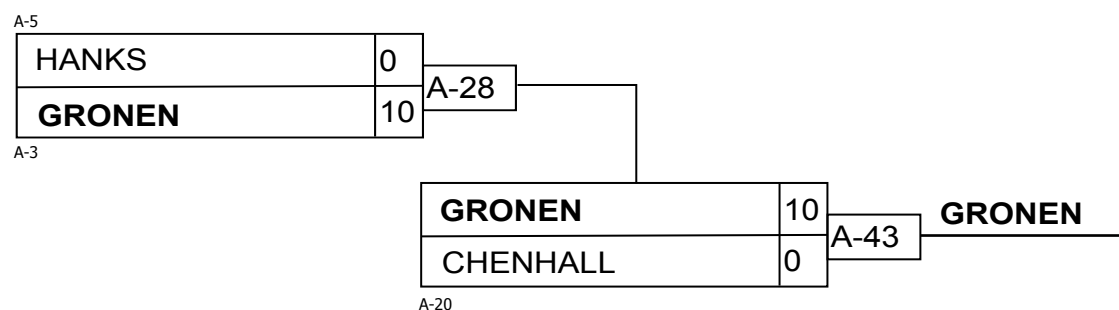 A-5
HANKS 0
A-28
GRONEN 10
A-3
GRONEN 10
GRONEN
A-43
CHENHALL 0
A-20